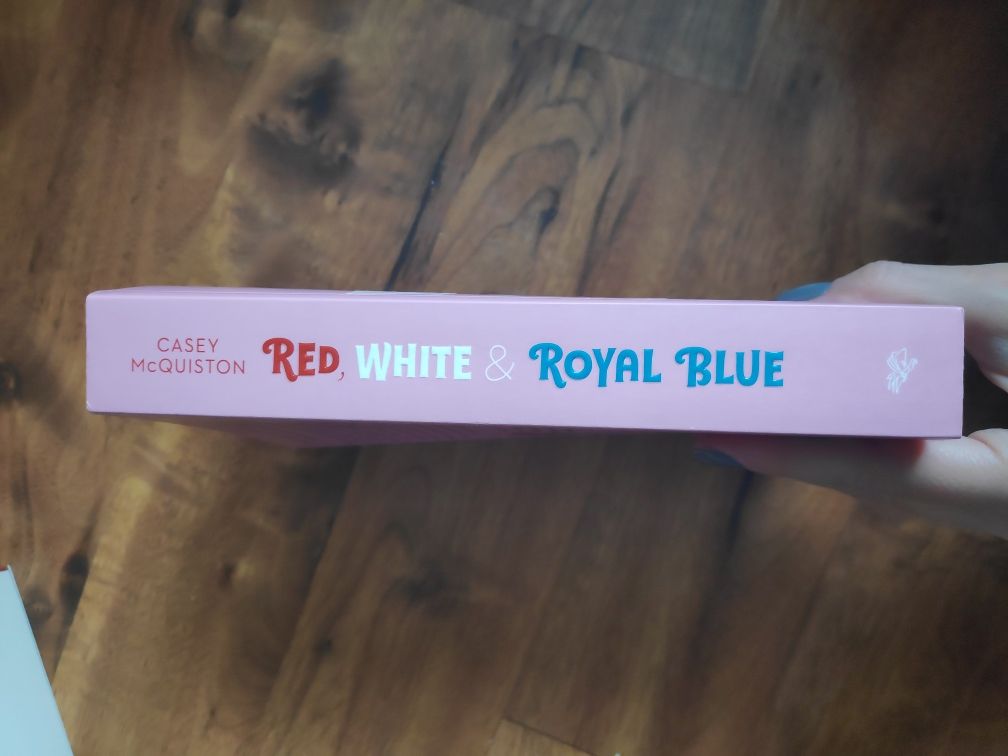 CASEY
McQUISTON
RED, WHITE & ROYAL BLUE